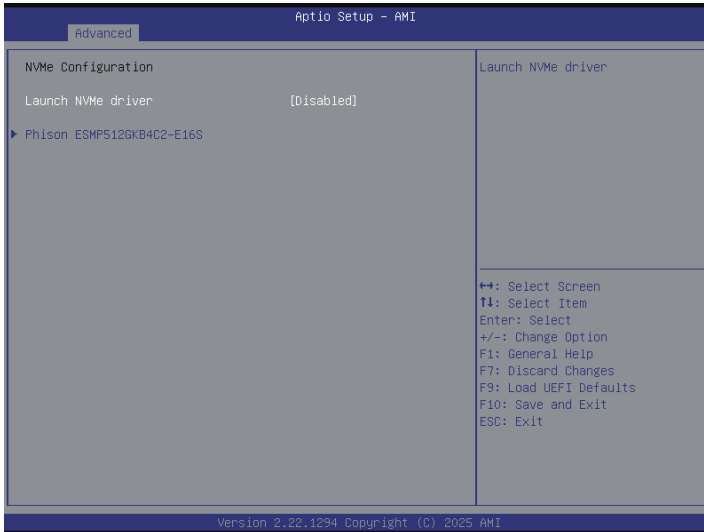 Aptio Setup – AMI
Advanced
NVMe Configuration
Launch NVMe driver [Disabled]
Phison ESMP512GKB4C2-E16S
Launch NVMe driver
↔: Select Screen
↑↓: Select Item
Enter: Select
+/-: Change Option
F1: General Help
F7: Discard Changes
F9: Load UEFI Defaults
F10: Save and Exit
ESC: Exit
Version 2.22.1294 Copyright (C) 2025 AMI